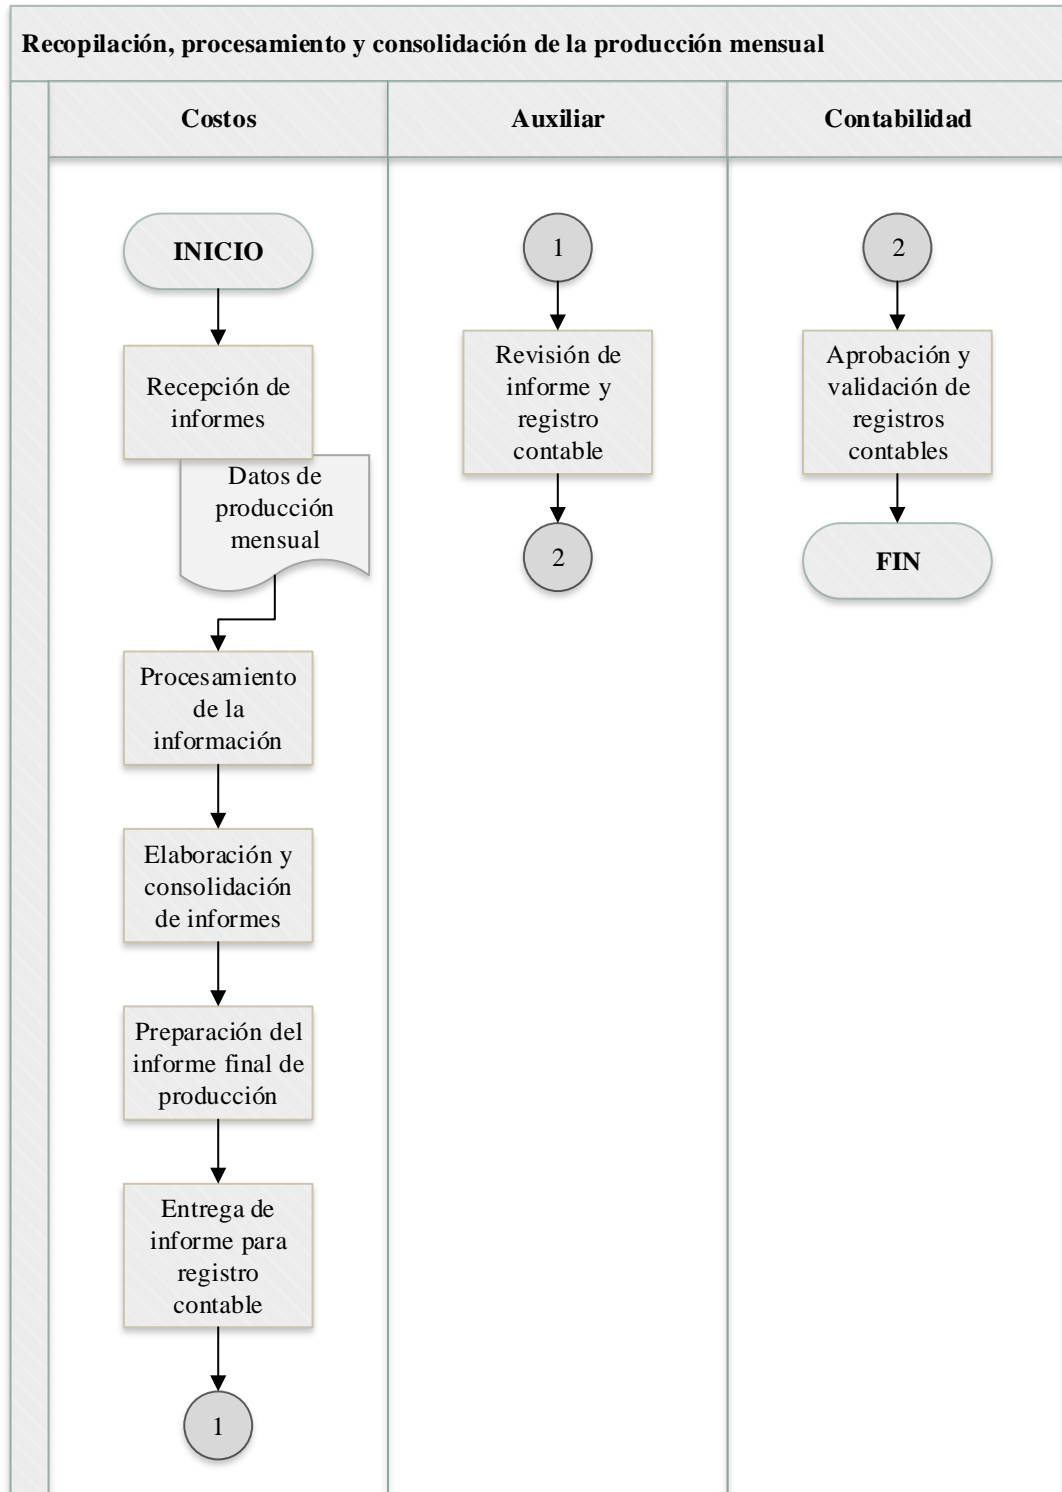 Recopilación, procesamiento y consolidación de la producción mensual
Costos
Auxiliar
Contabilidad
INICIO
Recepción de
informes
Datos de
producción
mensual
Procesamiento
de la
información
Elaboración y
consolidación
de informes
Preparación del
informe final de
producción
Entrega de
informe para
registro
contable
1
1
Revisión de
informe y
registro
contable
2
2
Aprobación y
validación de
registros
contables
FIN